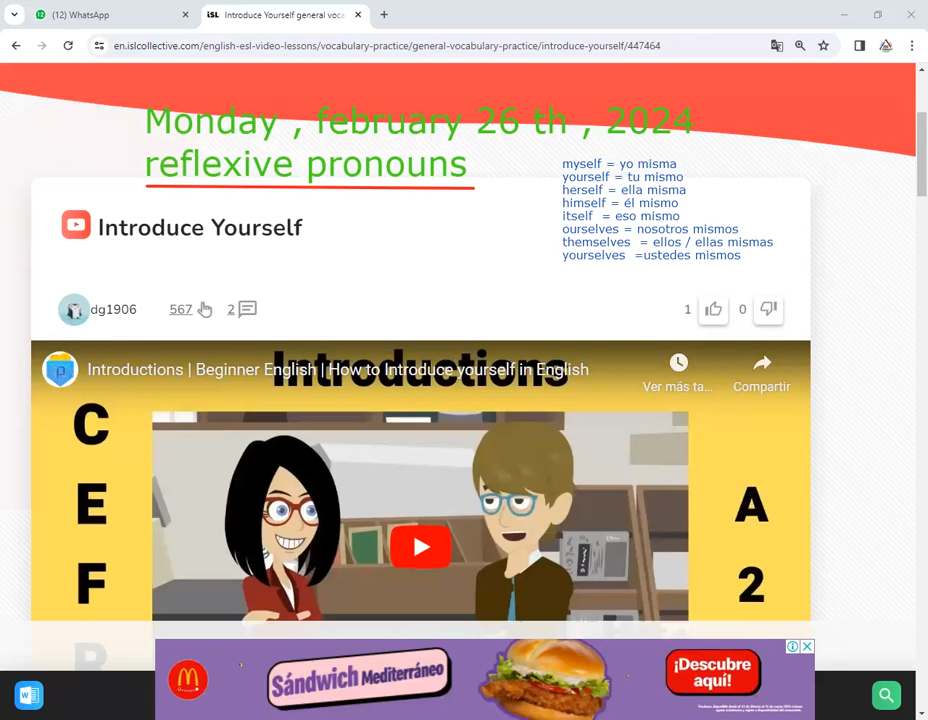 (12) WhatsApp
iSL Introduce Yourself general voca
en.islcollective.com/english-esl-video-lessons/vocabulary-practice/general-vocabulary-practice/introduce-yourself/447464
Monday , february 26 th , 2024
reflexive pronouns
myself = yo misma
yourself = tu mismo
herself = ella misma
himself = él mismo
itself = eso mismo
ourselves = nosotros mismos
themselves = ellos / ellas mismas
yourselves =ustedes mismos
Introduce Yourself
dg1906 567 2 1 0
Introductions
Introductions | Beginner English | How to Introduce yourself in English
Ver más ta... Compartir
C
E
F
R
A
2
Sándwich Mediterráneo
¡Descubre
aquí!